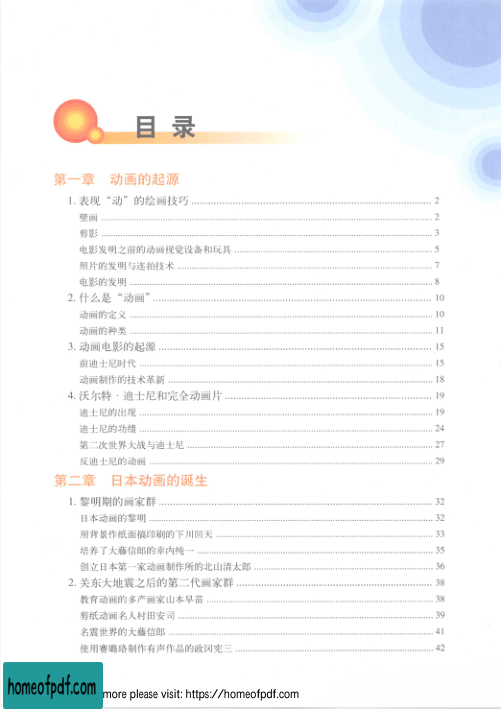 目 录
第一章 动画的起源
1. 表现“动”的绘画技巧 ........ 2
壁画 ........ 2
剪影 ........ 3
电影发明之前的动画视觉设备和玩具 ........ 5
照片的发明与连拍技术 ........ 7
电影的发明 ........ 8
2. 什么是“动画” ........ 10
动画的定义 ........ 10
动画的种类 ........ 11
3. 动画电影的起源 ........ 15
前迪士尼时代 ........ 15
动画制作的技术革新 ........ 18
4. 沃尔特·迪士尼和完全动画片 ........ 19
迪士尼的出现 ........ 19
迪士尼的功绩 ........ 24
第二次世界大战与迪士尼 ........ 27
反迪士尼的动画 ........ 29
第二章 日本动画的诞生
1. 黎明期的画家群 ........ 32
日本动画的黎明 ........ 32
用背景作纸面搞印刷的下川凹天 ........ 33
培养了大藤信郎的幸内纯一 ........ 35
创立日本第一家动画制作所的北山清太郎 ........ 36
2. 关东大地震之后的第二代画家群 ........ 38
教育动画的多产画家山本早苗 ........ 38
剪纸动画名人村田安司 ........ 39
名震世界的大藤信郎 ........ 41
使用赛璐珞制作有声作品的政冈宪三 ........ 42
homeofpdf.com
more please visit: https://homeofpdf.com